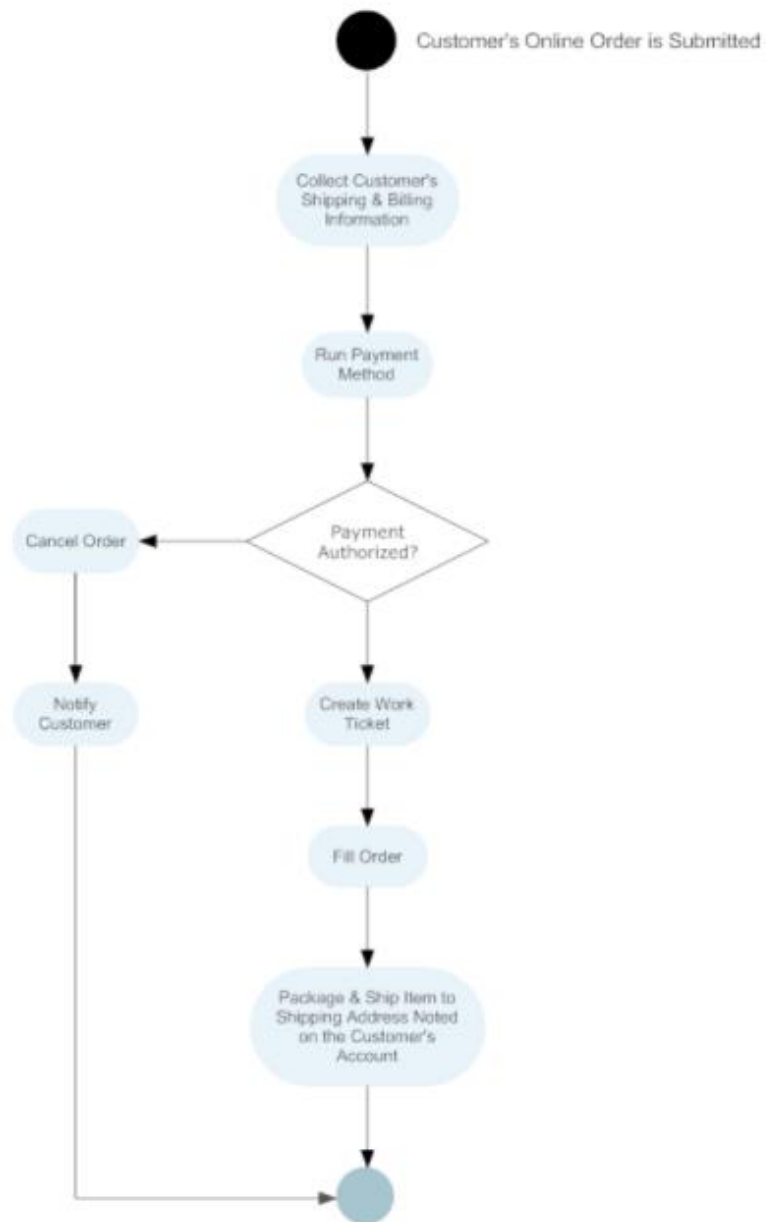 Customer's Online Order is Submitted
Collect Customer's
Shipping & Billing
Information
Run Payment
Method
Payment
Authorized?
Cancel Order
Notify
Customer
Create Work
Ticket
Fill Order
Package & Ship Item to
Shipping Address Noted
on the Customer's
Account